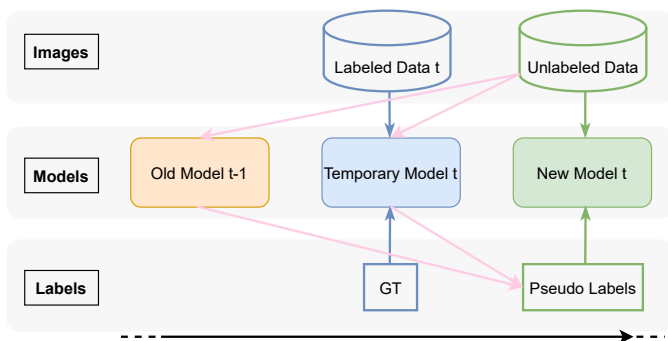 Images
Labeled Data t
Unlabeled Data
Models
Old Model t-1
Temporary Model t
New Model t
Labels
GT
Pseudo Labels